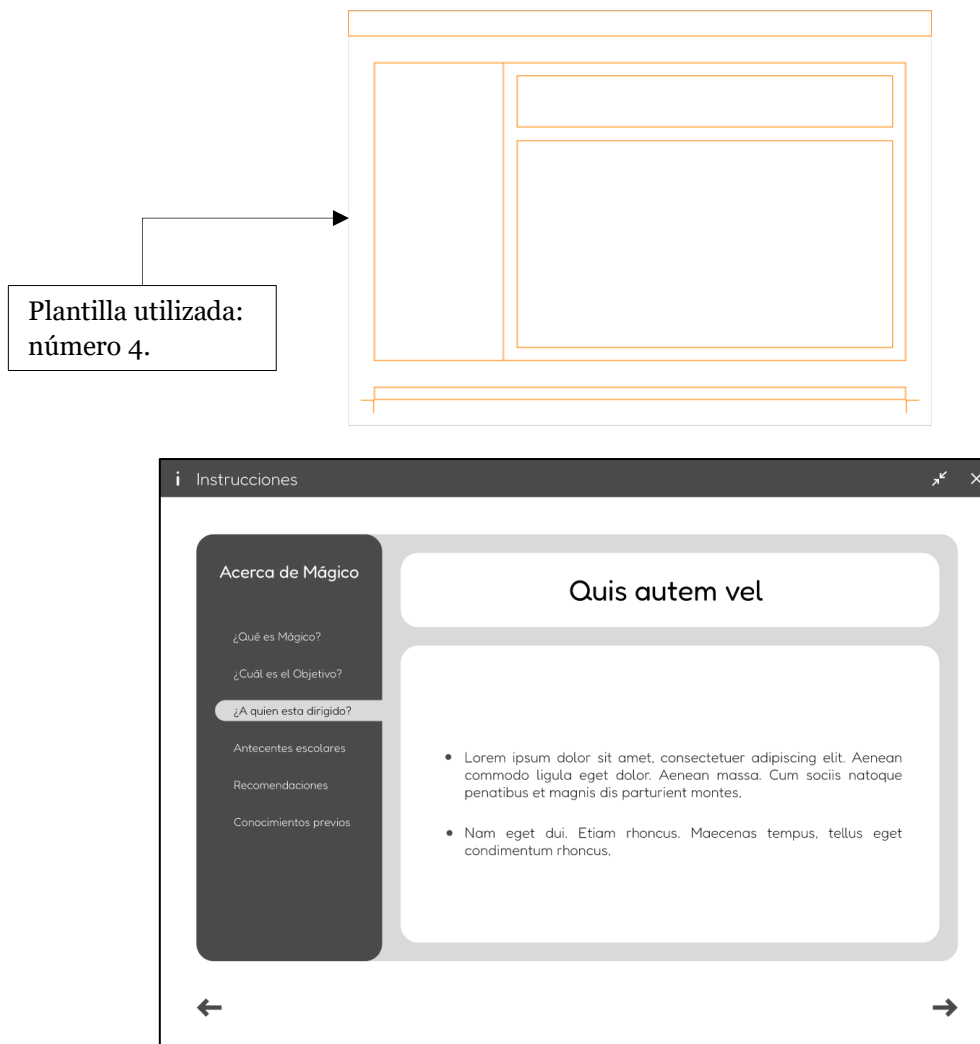 Plantilla utilizada:
número 4.
i Instrucciones
Acerca de Mágico
¿Qué es Mágico?
¿Cuál es el Objetivo?
¿A quien esta dirigido?
Antecentes escolares
Recomendaciones
Conocimientos previos
Quis autem vel
• Lorem ipsum dolor sit amet, consectetuer adipiscing elit. Aenean
commodo ligula eget dolor. Aenean massa. Cum sociis natoque
penatibus et magnis dis parturient montes,
• Nam eget dui. Etiam rhoncus. Maecenas tempus, tellus eget
condimentum rhoncus,